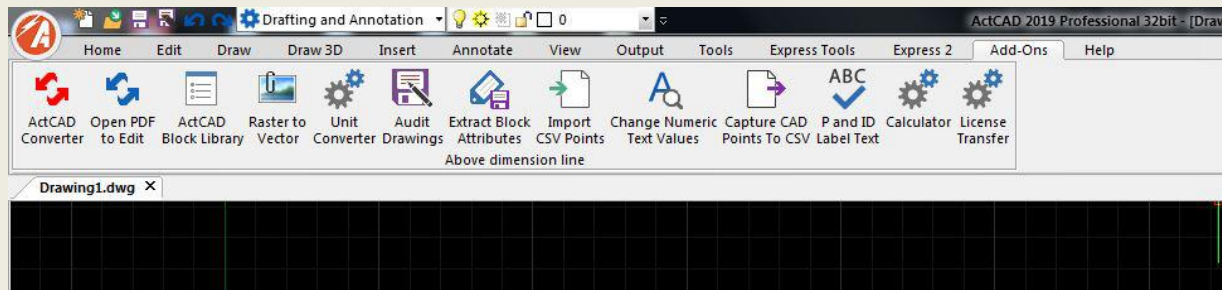 Drafting and Annotation 0 ActCAD 2019 Professional 32bit - [Draw
Home Edit Draw Draw 3D Insert Annotate View Output Tools Express Tools Express 2 Add-Ons Help
ABC
ActCAD Open PDF ActCAD Raster to Unit Audit Extract Block Import Change Numeric Capture CAD P and ID Calculator License
Converter to Edit Block Library Vector Converter Drawings Attributes CSV Points Text Values Points To CSV Label Text Transfer
Above dimension line
Drawing1.dwg X